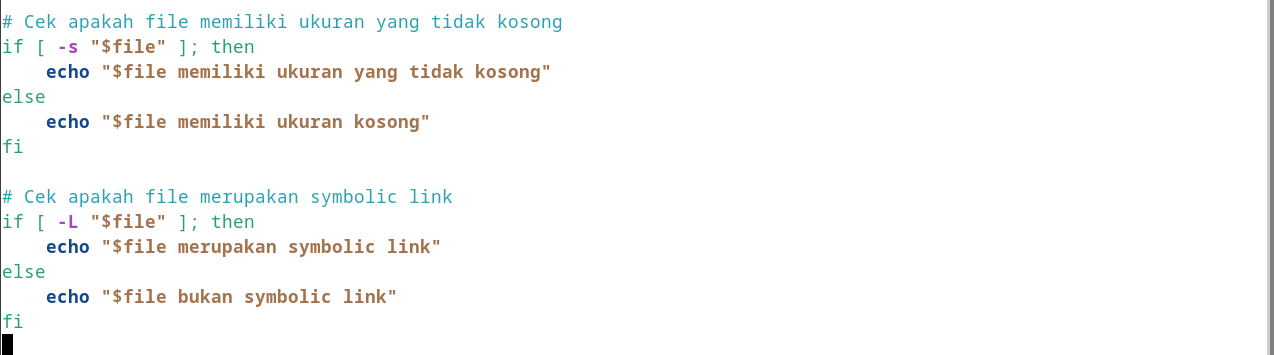 # Cek apakah file memiliki ukuran yang tidak kosong
if [ -s "$file" ]; then
    echo "$file memiliki ukuran yang tidak kosong"
else
    echo "$file memiliki ukuran kosong"
fi

# Cek apakah file merupakan symbolic link
if [ -L "$file" ]; then
    echo "$file merupakan symbolic link"
else
    echo "$file bukan symbolic link"
fi